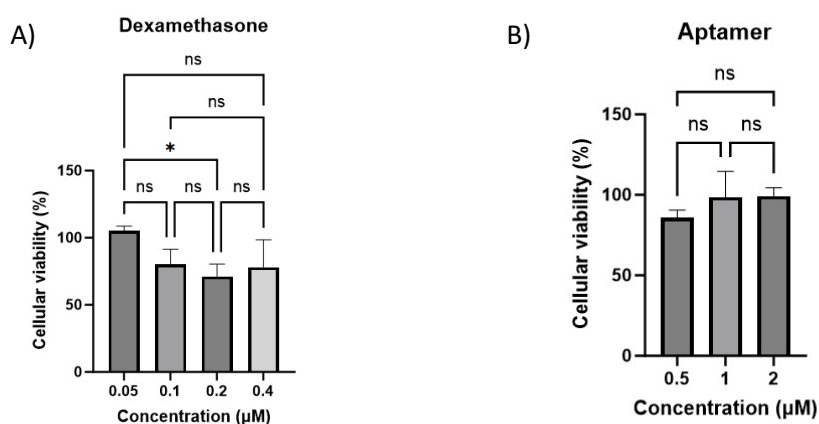 A)
Dexamethasone
ns
ns
*
ns ns ns
150
100
50
0
Cellular viability (%)
0.05 0.1 0.2 0.4
Concentration (µM)
B)
Aptamer
ns
ns ns
150
100
50
0
Cellular viability (%)
0.5 1 2
Concentration (µM)